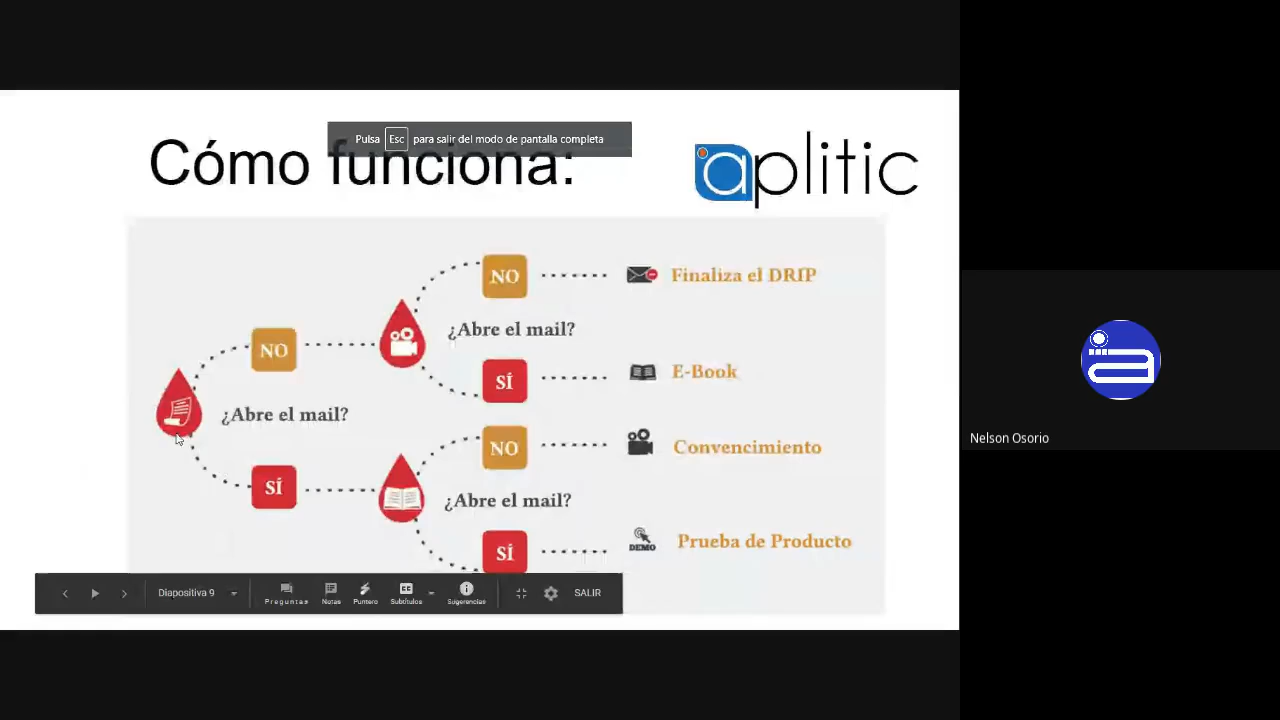 Pulsa Esc para salir del modo de pantalla completa
Cómo funciona:
aplitic
NO
Finaliza el DRIP
¿Abre el mail?
NO
E-Book
SÍ
¿Abre el mail?
NO
Convencimiento
SÍ
¿Abre el mail?
DEMO
Prueba de Producto
SÍ
Diapositiva 9
Preguntas
Notas
Puntero
CC
Subtítulos
Sugerencias
SALIR
Nelson Osorio